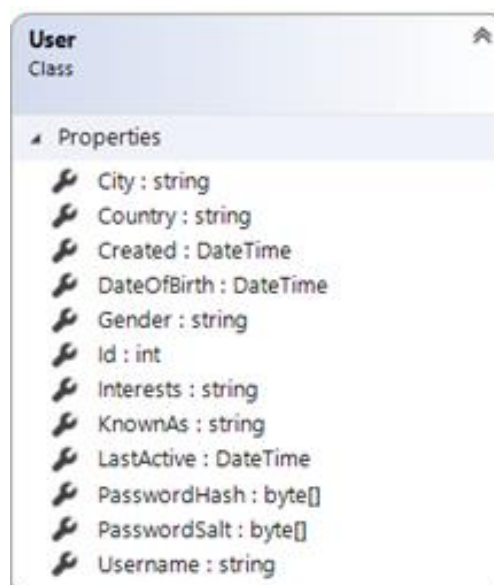 User
Class
Properties
City : string
Country : string
Created : DateTime
DateOfBirth : DateTime
Gender : string
Id : int
Interests : string
KnownAs : string
LastActive : DateTime
PasswordHash : byte[]
PasswordSalt : byte[]
Username : string